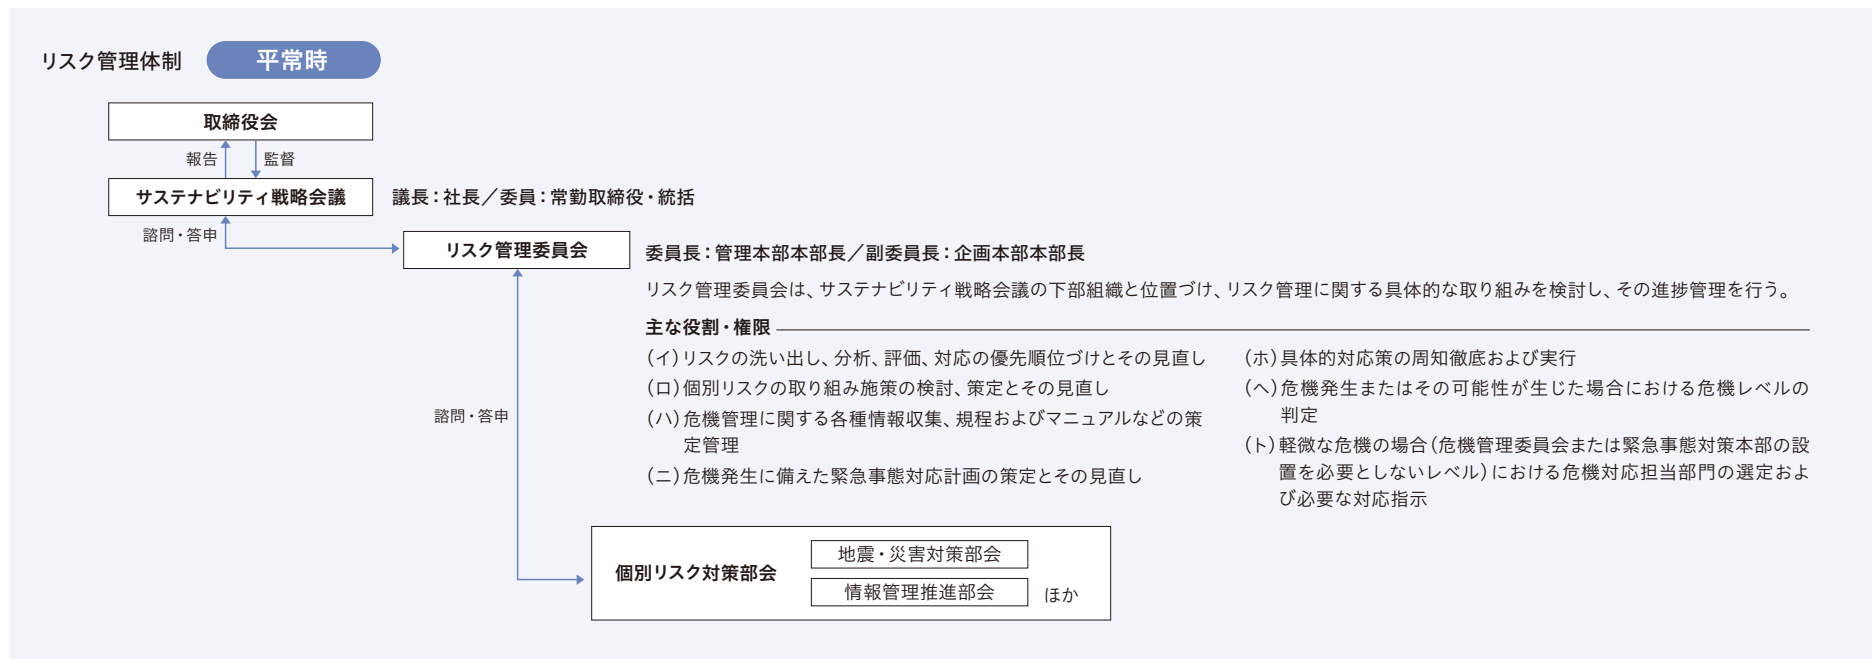 リスク管理体制 平常時
取締役会
報告 監督
サステナビリティ戦略会議 議長：社長／委員：常勤取締役・統括
諮問・答申
リスク管理委員会 委員長：管理本部本部長／副委員長：企画本部本部長
リスク管理委員会は、サステナビリティ戦略会議の下部組織と位置づけ、リスク管理に関する具体的な取り組みを検討し、その進捗管理を行う。
主な役割・権限
（イ）リスクの洗い出し、分析、評価、対応の優先順位づけとその見直し
（ロ）個別リスクの取り組み施策の検討、策定とその見直し
（ハ）危機管理に関する各種情報収集、規程およびマニュアルなどの策
定管理
（ニ）危機発生に備えた緊急事態対応計画の策定とその見直し
（ホ）具体的対応策の周知徹底および実行
（ヘ）危機発生またはその可能性が生じた場合における危機レベルの
判定
（ト）軽微な危機の場合（危機管理委員会または緊急事態対策本部の設
置を必要としないレベル）における危機対応担当部門の選定およ
び必要な対応指示
諮問・答申
個別リスク対策部会
地震・災害対策部会
情報管理推進部会 ほか